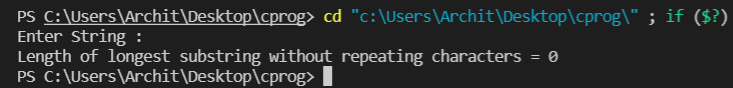 PS C:\Users\Archit\Desktop\cprog> cd "c:\Users\Archit\Desktop\cprog\" ; if ($?)
Enter String :
Length of longest substring without repeating characters = 0
PS C:\Users\Archit\Desktop\cprog>